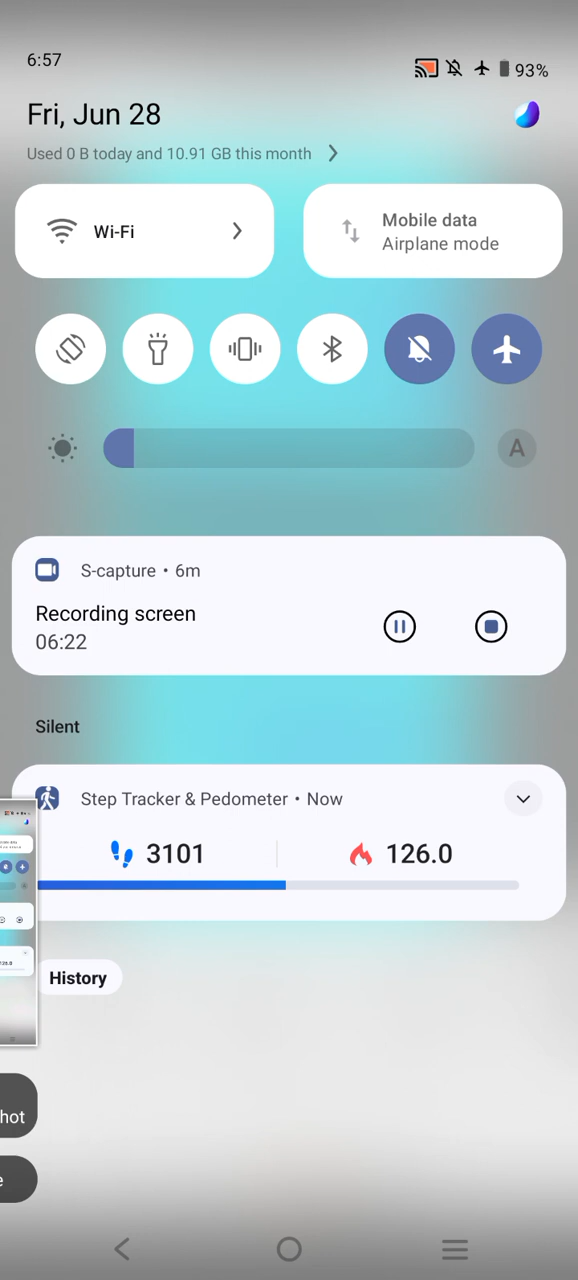 6:57
93%
Fri, Jun 28
Used 0 B today and 10.91 GB this month
Wi-Fi
Mobile data
Airplane mode
A
S-capture • 6m
Recording screen
06:22
Silent
Step Tracker & Pedometer • Now
3101
126.0
History
hot
e